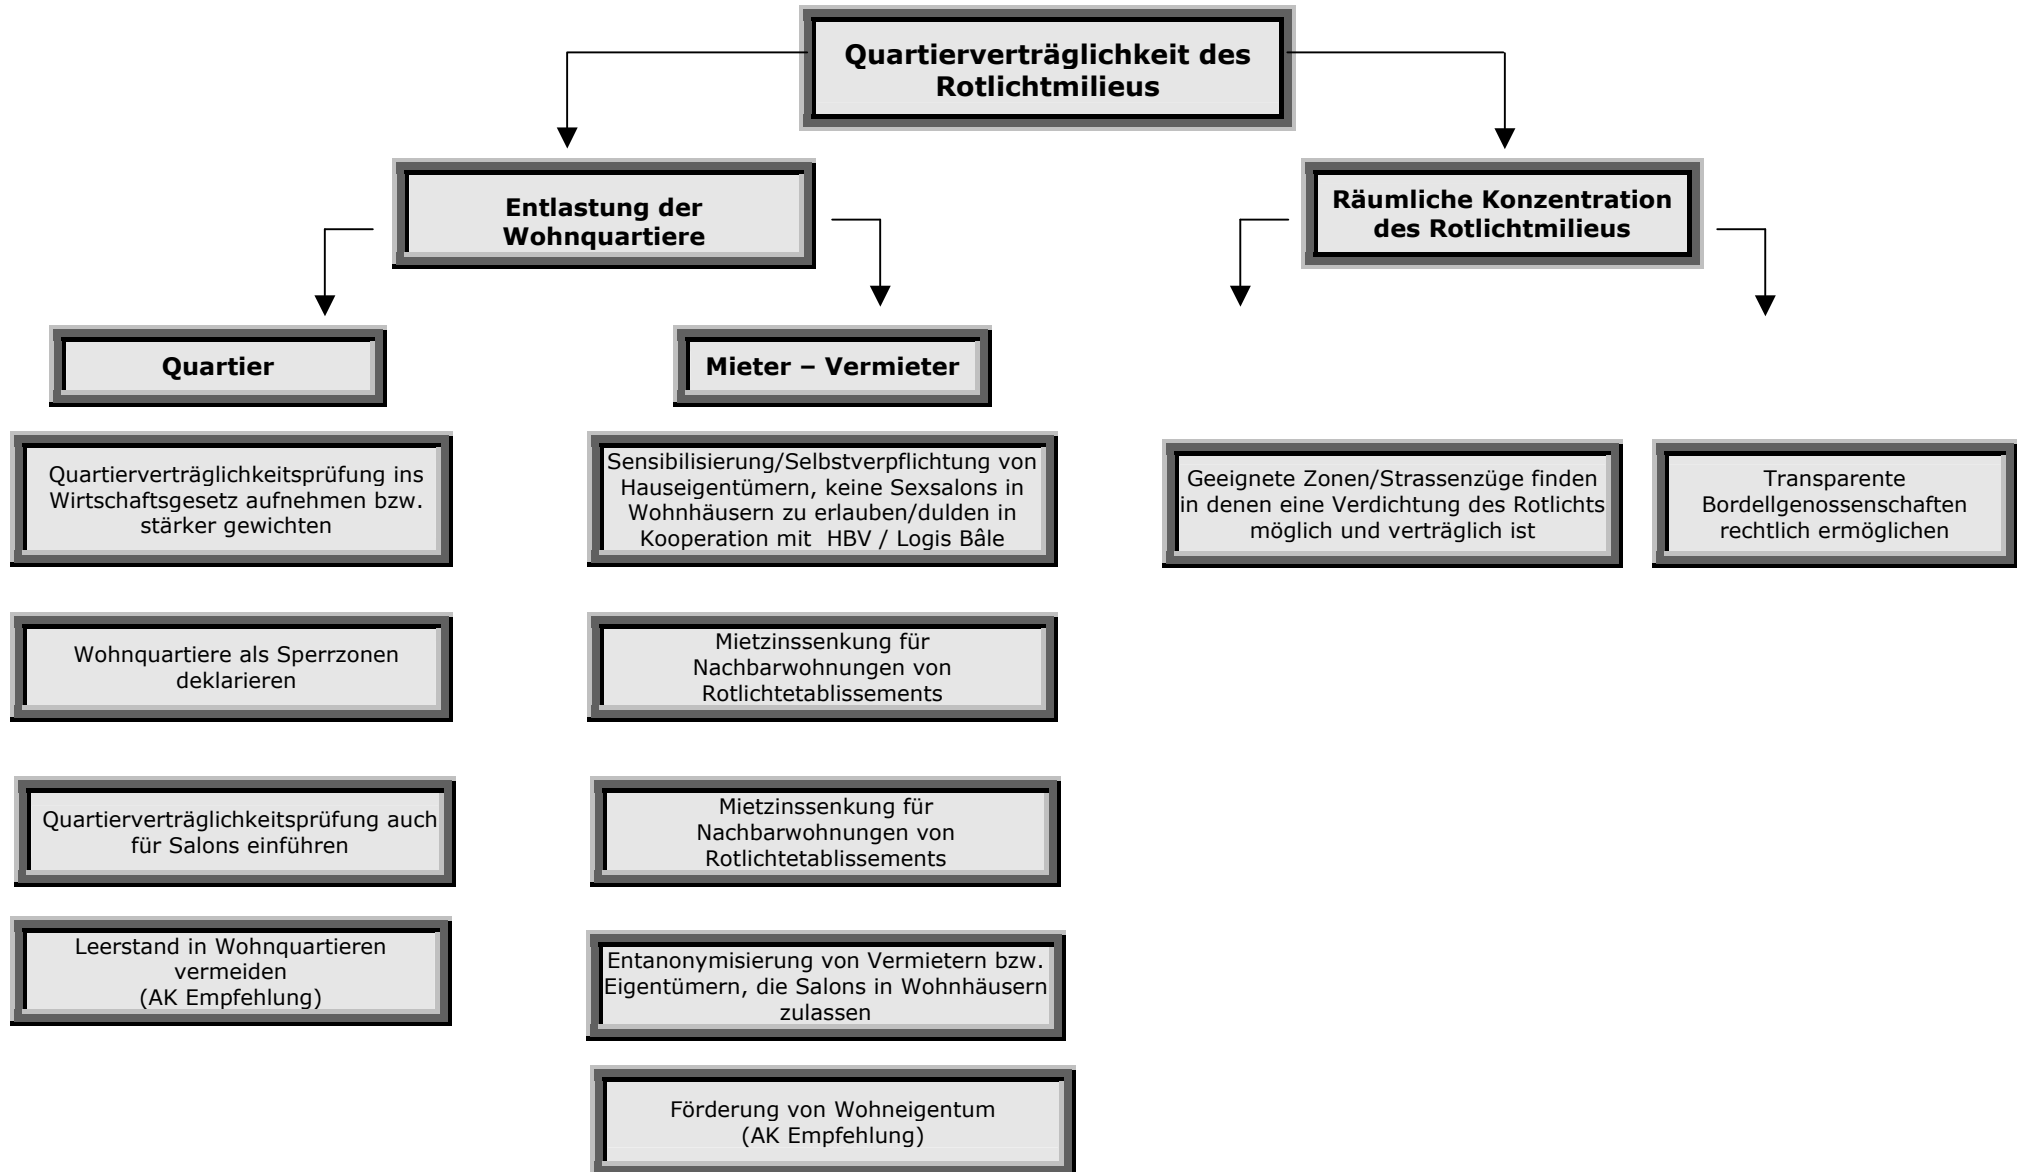 Quartierverträglichkeit des
Rotlichtmilieus
Entlastung der
Wohnquartiere
Räumliche Konzentration
des Rotlichtmilieus
Quartier
Mieter – Vermieter
Quartierverträglichkeitsprüfung ins
Wirtschaftsgesetz aufnehmen bzw.
stärker gewichten
Wohnquartiere als Sperrzonen
deklarieren
Quartierverträglichkeitsprüfung auch
für Salons einführen
Leerstand in Wohnquartieren
vermeiden
(AK Empfehlung)
Sensibilisierung/Selbstverpflichtung von
Hauseigentümern, keine Sexsalons in
Wohnhäusern zu erlauben/dulden in
Kooperation mit HBV / Logis Bâle
Mietzinssenkung für
Nachbarwohnungen von
Rotlichtetablissements
Mietzinssenkung für
Nachbarwohnungen von
Rotlichtetablissements
Entanonymisierung von Vermietern bzw.
Eigentümern, die Salons in Wohnhäusern
zulassen
Förderung von Wohneigentum
(AK Empfehlung)
Geeignete Zonen/Strassenzüge finden
in denen eine Verdichtung des Rotlichts
möglich und verträglich ist
Transparente
Bordellgenossenschaften
rechtlich ermöglichen